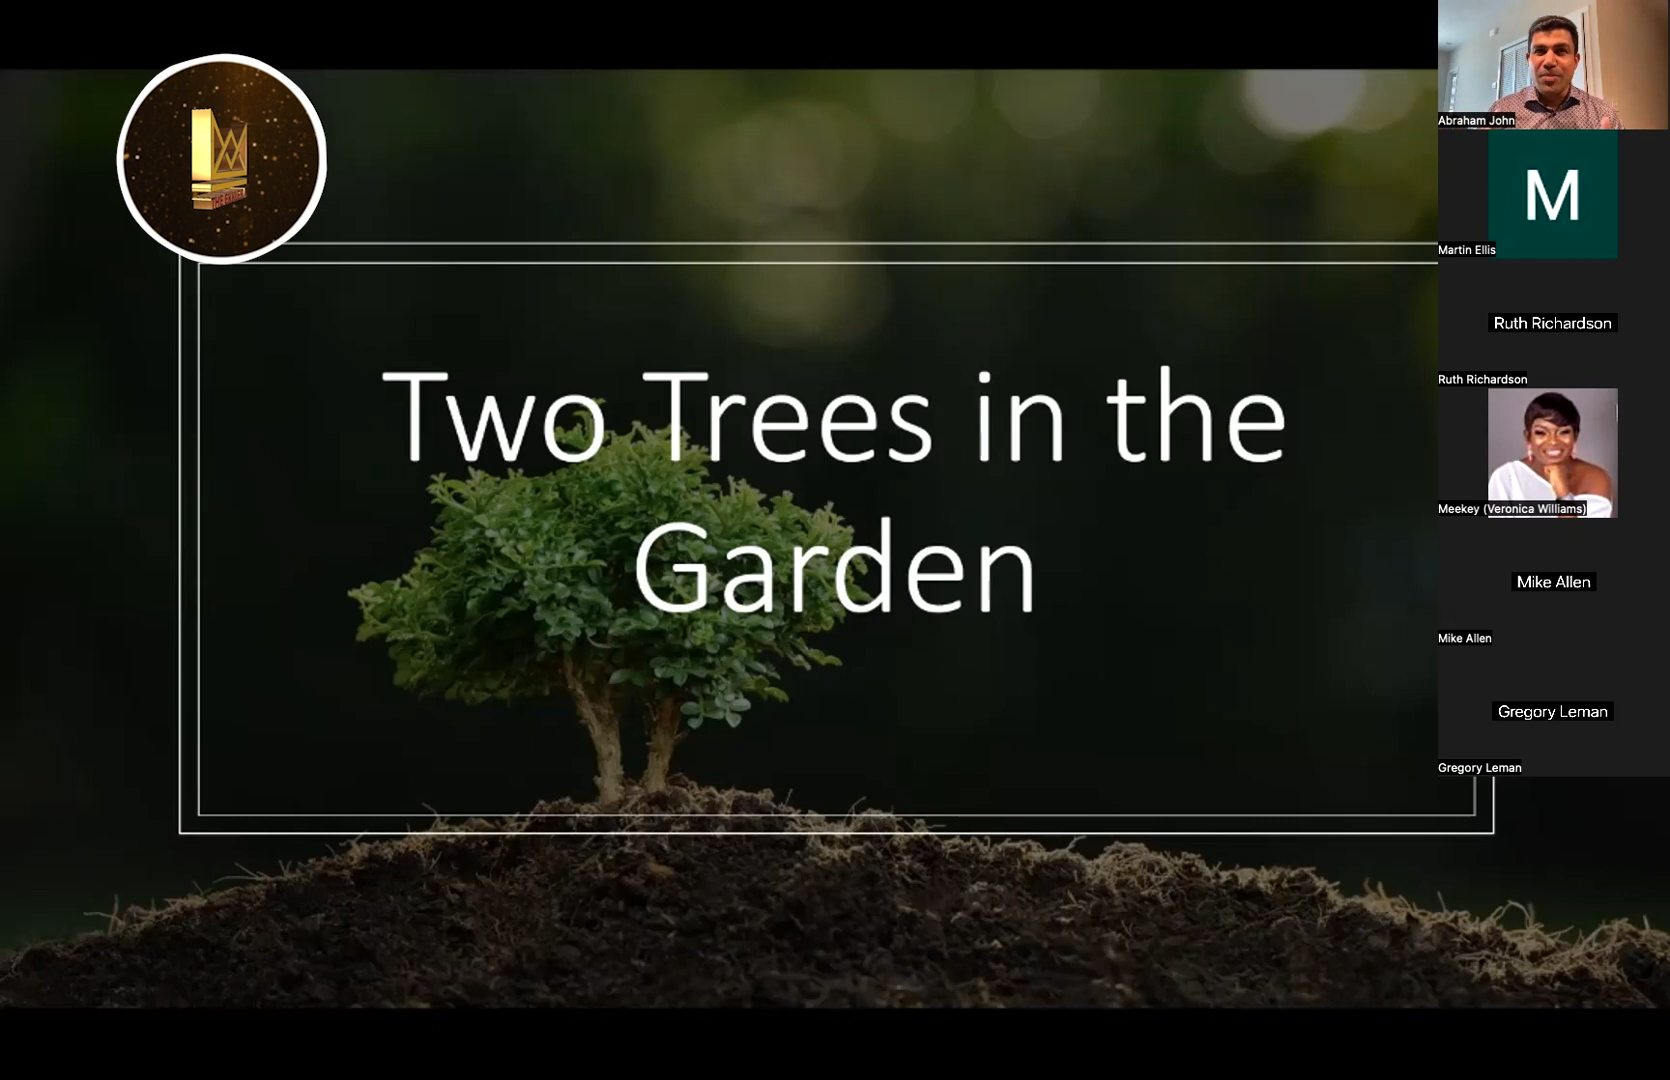 Two Trees in the
Garden
Abraham John
M
Martin Ellis
Ruth Richardson
Ruth Richardson
Meekey (Veronica Williams)
Mike Allen
Mike Allen
Gregory Leman
Gregory Leman